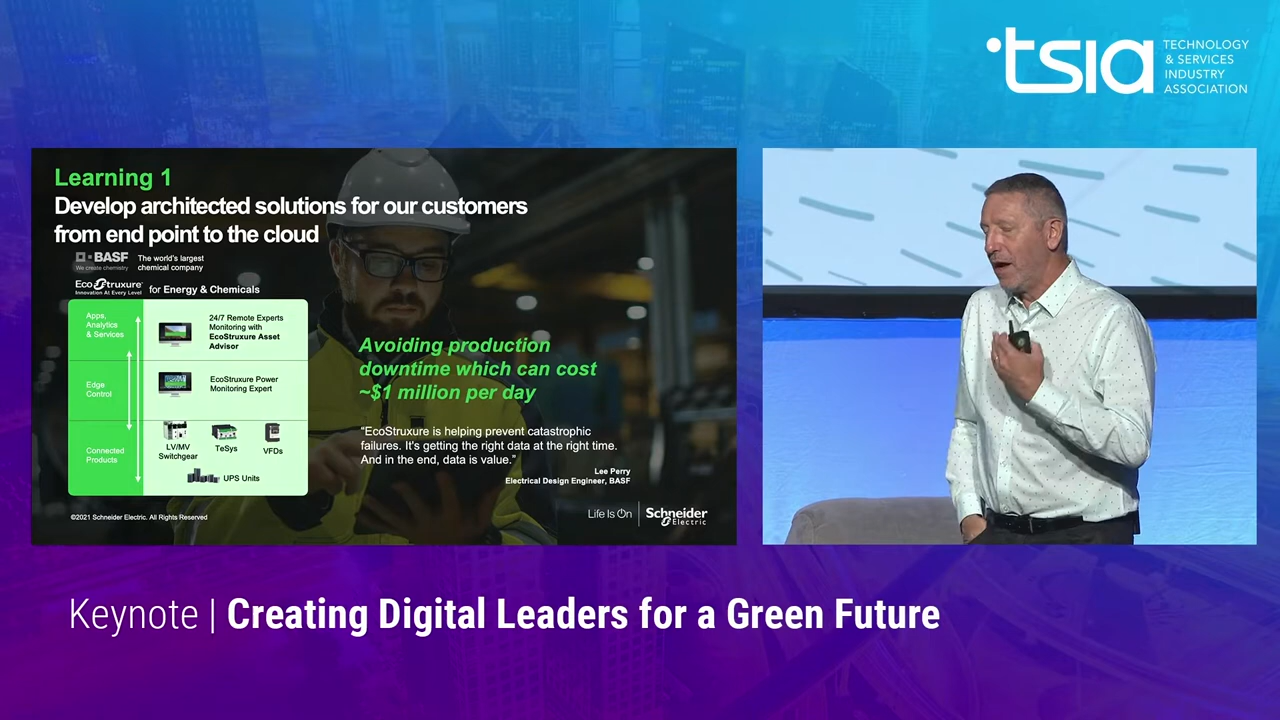 tsia
TECHNOLOGY
& SERVICES
INDUSTRY
ASSOCIATION
Learning 1
Develop architected solutions for our customers
from end point to the cloud
BASF
We create chemistry
The world's largest
chemical company
EcoStruxure
Innovation At Every Level
for Energy & Chemicals
Apps,
Analytics
& Services
24/7 Remote Experts
Monitoring with
EcoStruxure Asset
Advisor
Edge
Control
EcoStruxure Power
Monitoring Expert
Connected
Products
LV/MV
Switchgear
TeSys
VFDs
UPS Units
Avoiding production
downtime which can cost
~$1 million per day
“EcoStruxure is helping prevent catastrophic
failures. It’s getting the right data at the right time.
And in the end, data is value.”
Lee Perry
Electrical Design Engineer, BASF
©2021 Schneider Electric. All Rights Reserved
Life Is On
Schneider
Electric
Keynote | Creating Digital Leaders for a Green Future